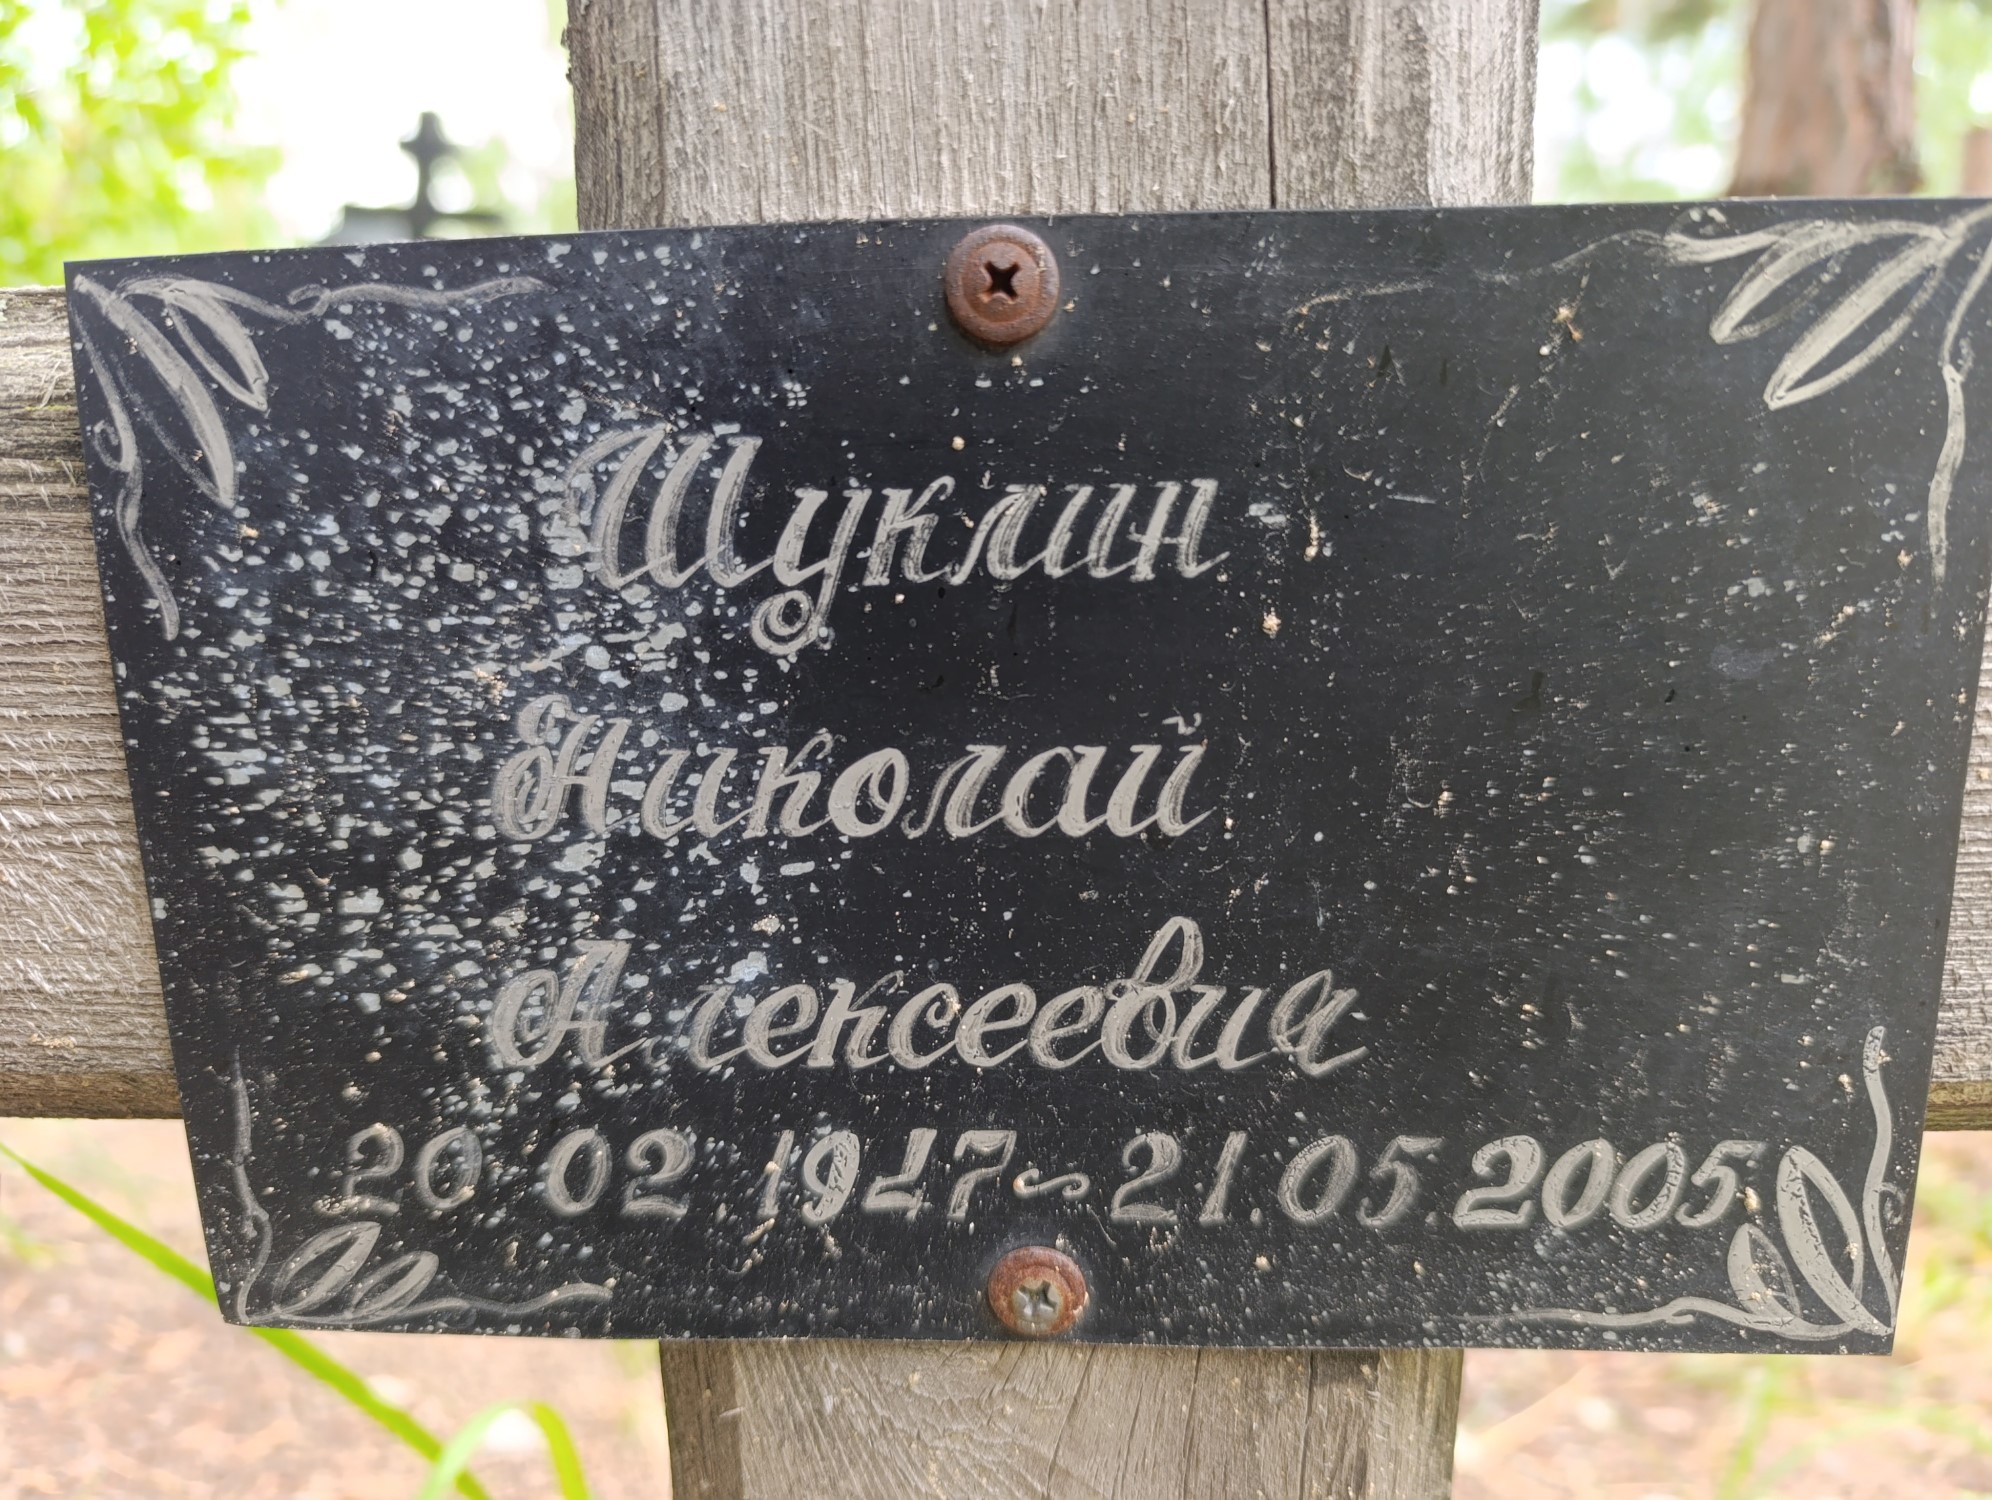 Шуклин
Николай
Алексеевич
20 02 1947~21.05.2005